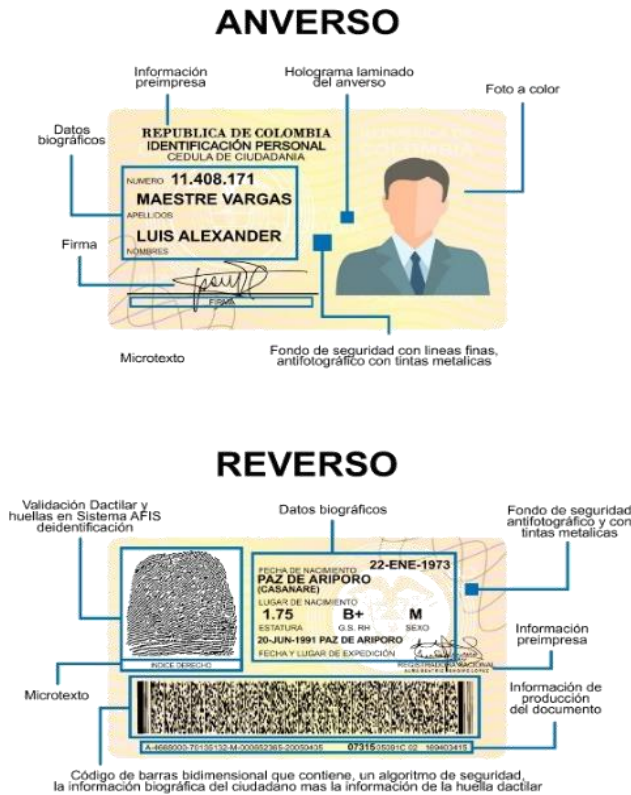 ANVERSO
Información
preimpresa
Holograma laminado
del anverso
Foto a color
Datos
biográficos
REPUBLICA DE COLOMBIA
IDENTIFICACIÓN PERSONAL
CEDULA DE CIUDADANIA
NUMERO 11.408.171
MAESTRE VARGAS
APELLIDOS
LUIS ALEXANDER
NOMBRES
Firma
FIRMA
Microtexto
Fondo de seguridad con lineas finas,
antifotográfico con tintas metalicas
REVERSO
Validación Dactilar y
huellas en Sistema AFIS
deidentificación
Datos biográficos
Fondo de seguridad
antifotográfico y con
tintas metalicas
FECHA DE NACIMIENTO 22-ENE-1973
PAZ DE ARIPORO
(CASANARE)
LUGAR DE NACIMIENTO
1.75 B+ M
ESTATURA G.S. RH SEXO
20-JUN-1991 PAZ DE ARIPORO
FECHA Y LUGAR DE EXPEDICIÓN
REGISTRADORA NACIONAL
INDICE DERECHO
Información
preimpresa
Microtexto
Información de
producción
del documento
Código de barras bidimensional que contiene, un algoritmo de seguridad,
la información biográfica del ciudadano mas la información de la huella dactilar